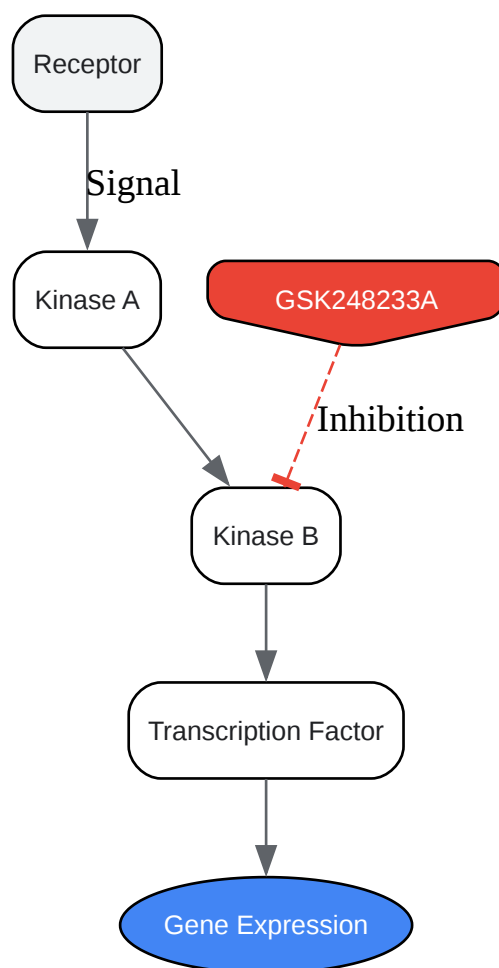 Receptor
Signal
Kinase A
GSK248233A
Inhibition
Kinase B
Transcription Factor
Gene Expression